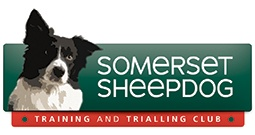 SOMERSET
SHEEPDOG
• TRAINING AND TRIALLING CLUB •